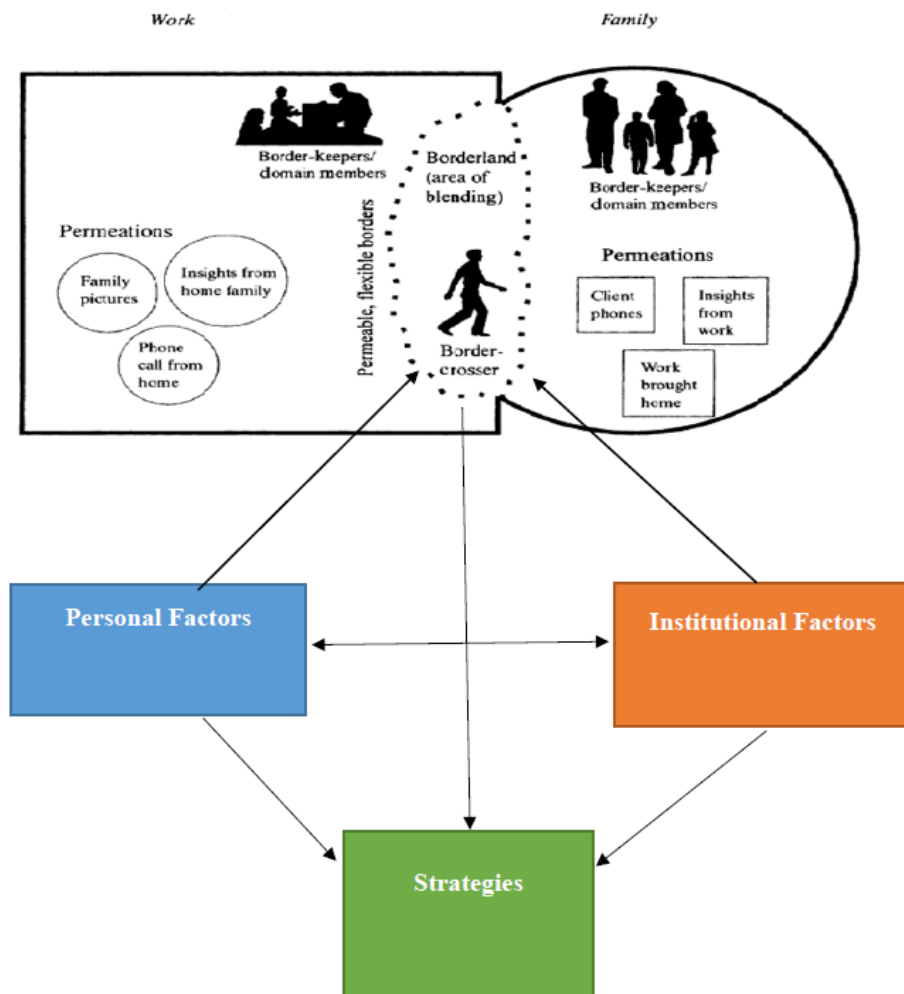 Work
Family
Border-keepers/
domain members
Borderland
(area of
blending)
Border-keepers/
domain members
Permeations
Family
pictures
Insights from
home family
Phone
call from
home
Permeable, flexible borders
Border-
crosser
Permeations
Client
phones
Insights
from
work
Work
brought
home
Personal Factors
Institutional Factors
Strategies